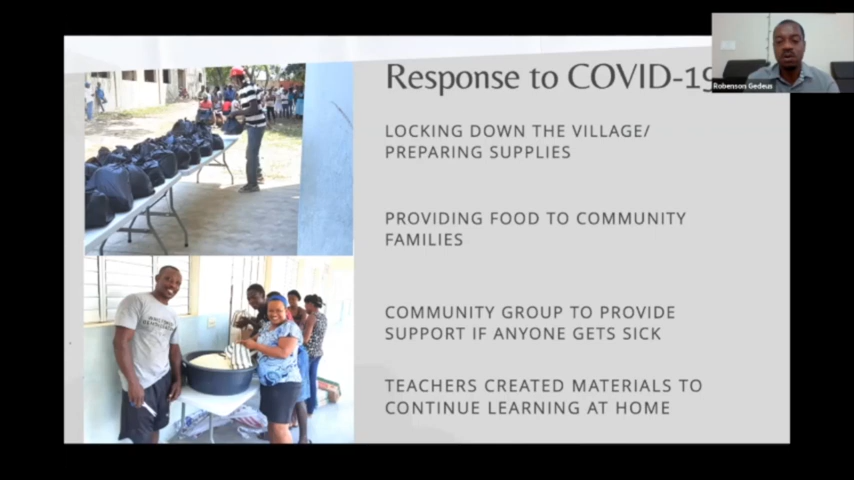 Response to COVID-19
Robenson Gedeus
LOCKING DOWN THE VILLAGE/
PREPARING SUPPLIES
PROVIDING FOOD TO COMMUNITY
FAMILIES
COMMUNITY GROUP TO PROVIDE
SUPPORT IF ANYONE GETS SICK
TEACHERS CREATED MATERIALS TO
CONTINUE LEARNING AT HOME